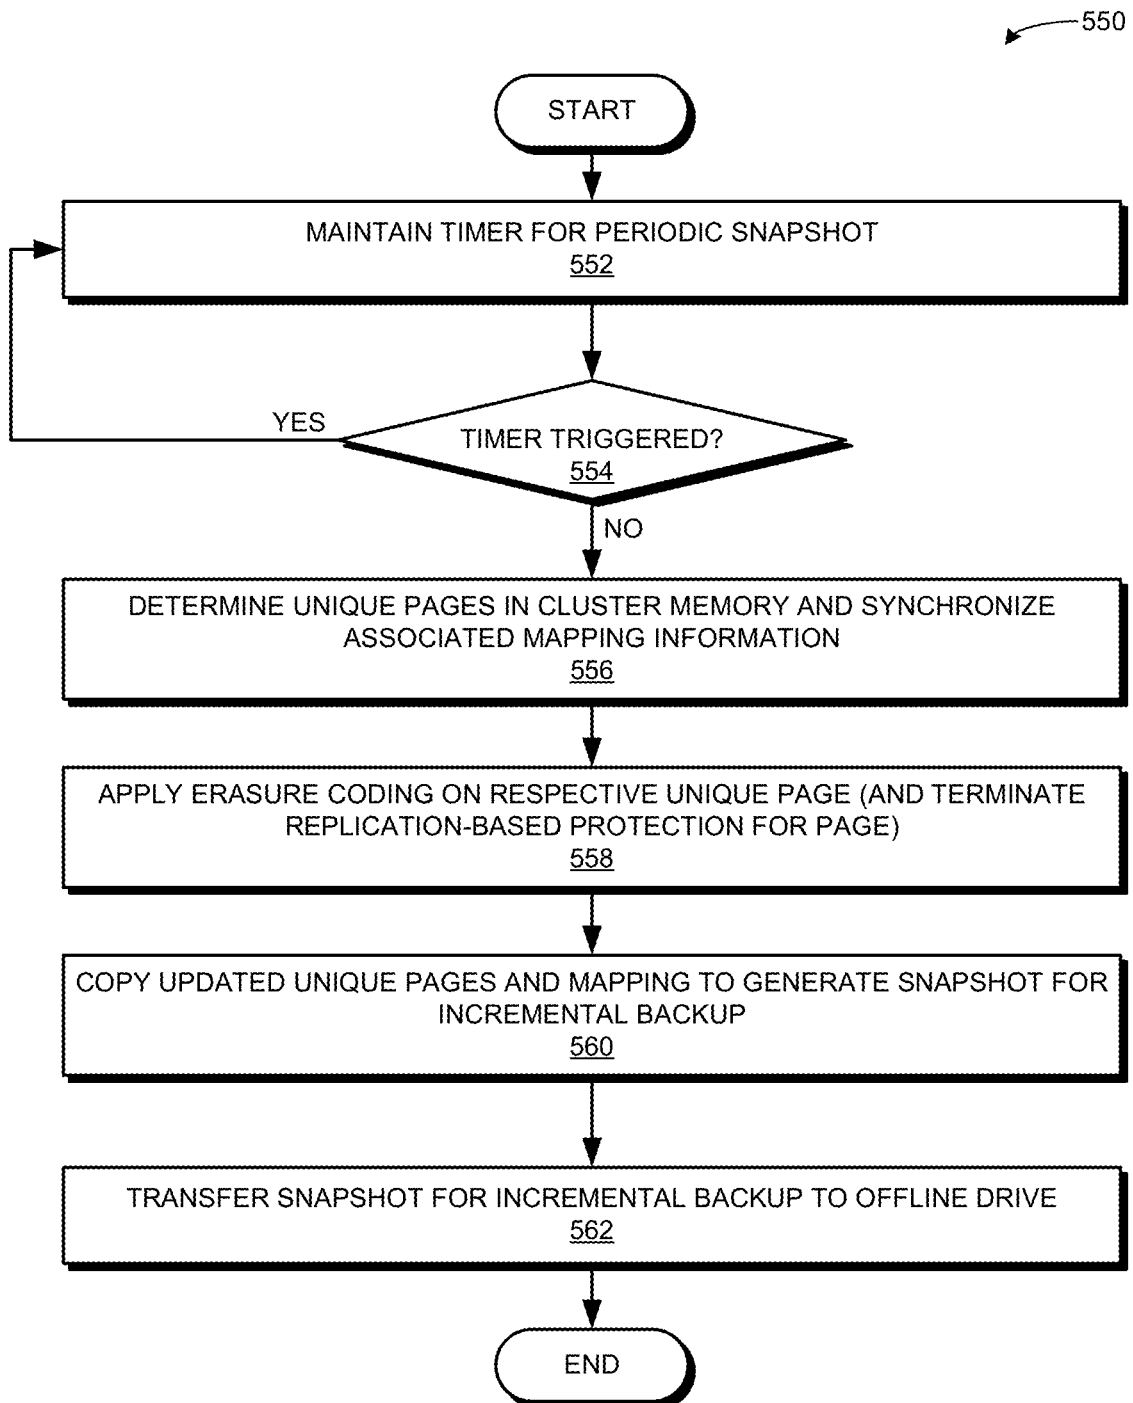 550
START
MAINTAIN TIMER FOR PERIODIC SNAPSHOT
552
YES
TIMER TRIGGERED?
554
NO
DETERMINE UNIQUE PAGES IN CLUSTER MEMORY AND SYNCHRONIZE
ASSOCIATED MAPPING INFORMATION
556
APPLY ERASURE CODING ON RESPECTIVE UNIQUE PAGE (AND TERMINATE
REPLICATION-BASED PROTECTION FOR PAGE)
558
COPY UPDATED UNIQUE PAGES AND MAPPING TO GENERATE SNAPSHOT FOR
INCREMENTAL BACKUP
560
TRANSFER SNAPSHOT FOR INCREMENTAL BACKUP TO OFFLINE DRIVE
562
END